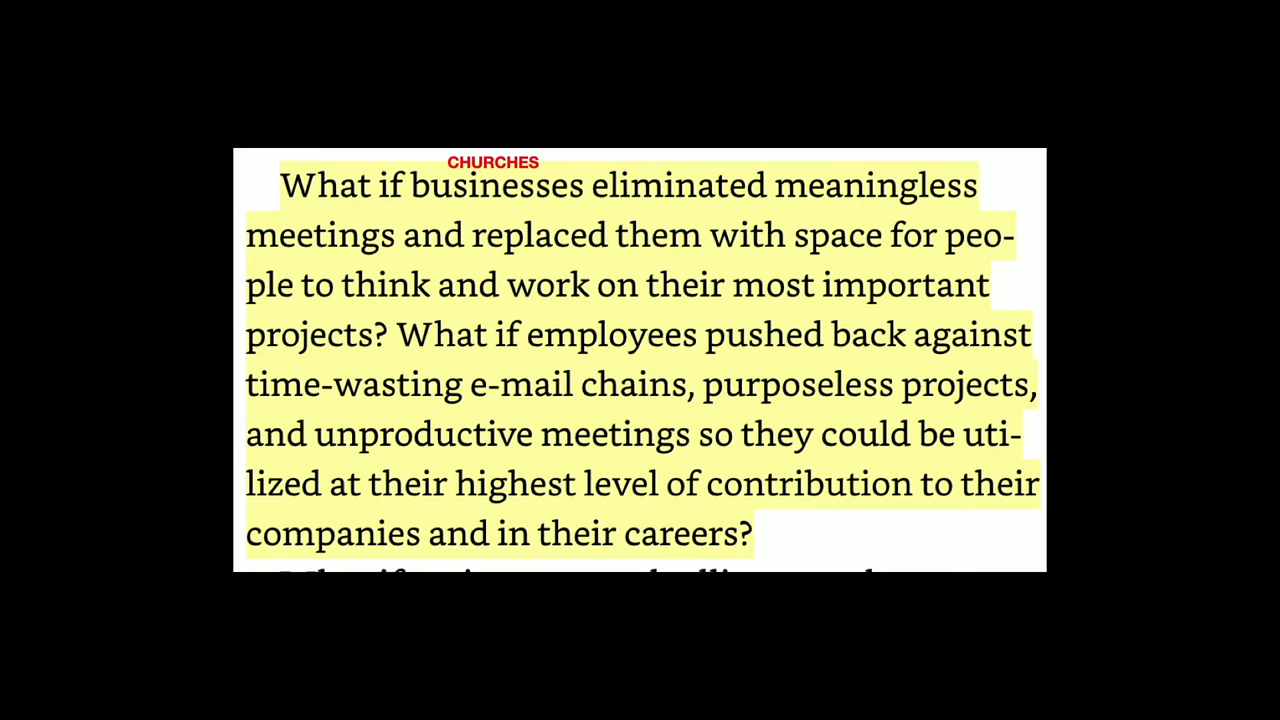 CHURCHES
What if businesses eliminated meaningless
meetings and replaced them with space for peo-
ple to think and work on their most important
projects? What if employees pushed back against
time-wasting e-mail chains, purposeless projects,
and unproductive meetings so they could be uti-
lized at their highest level of contribution to their
companies and in their careers?